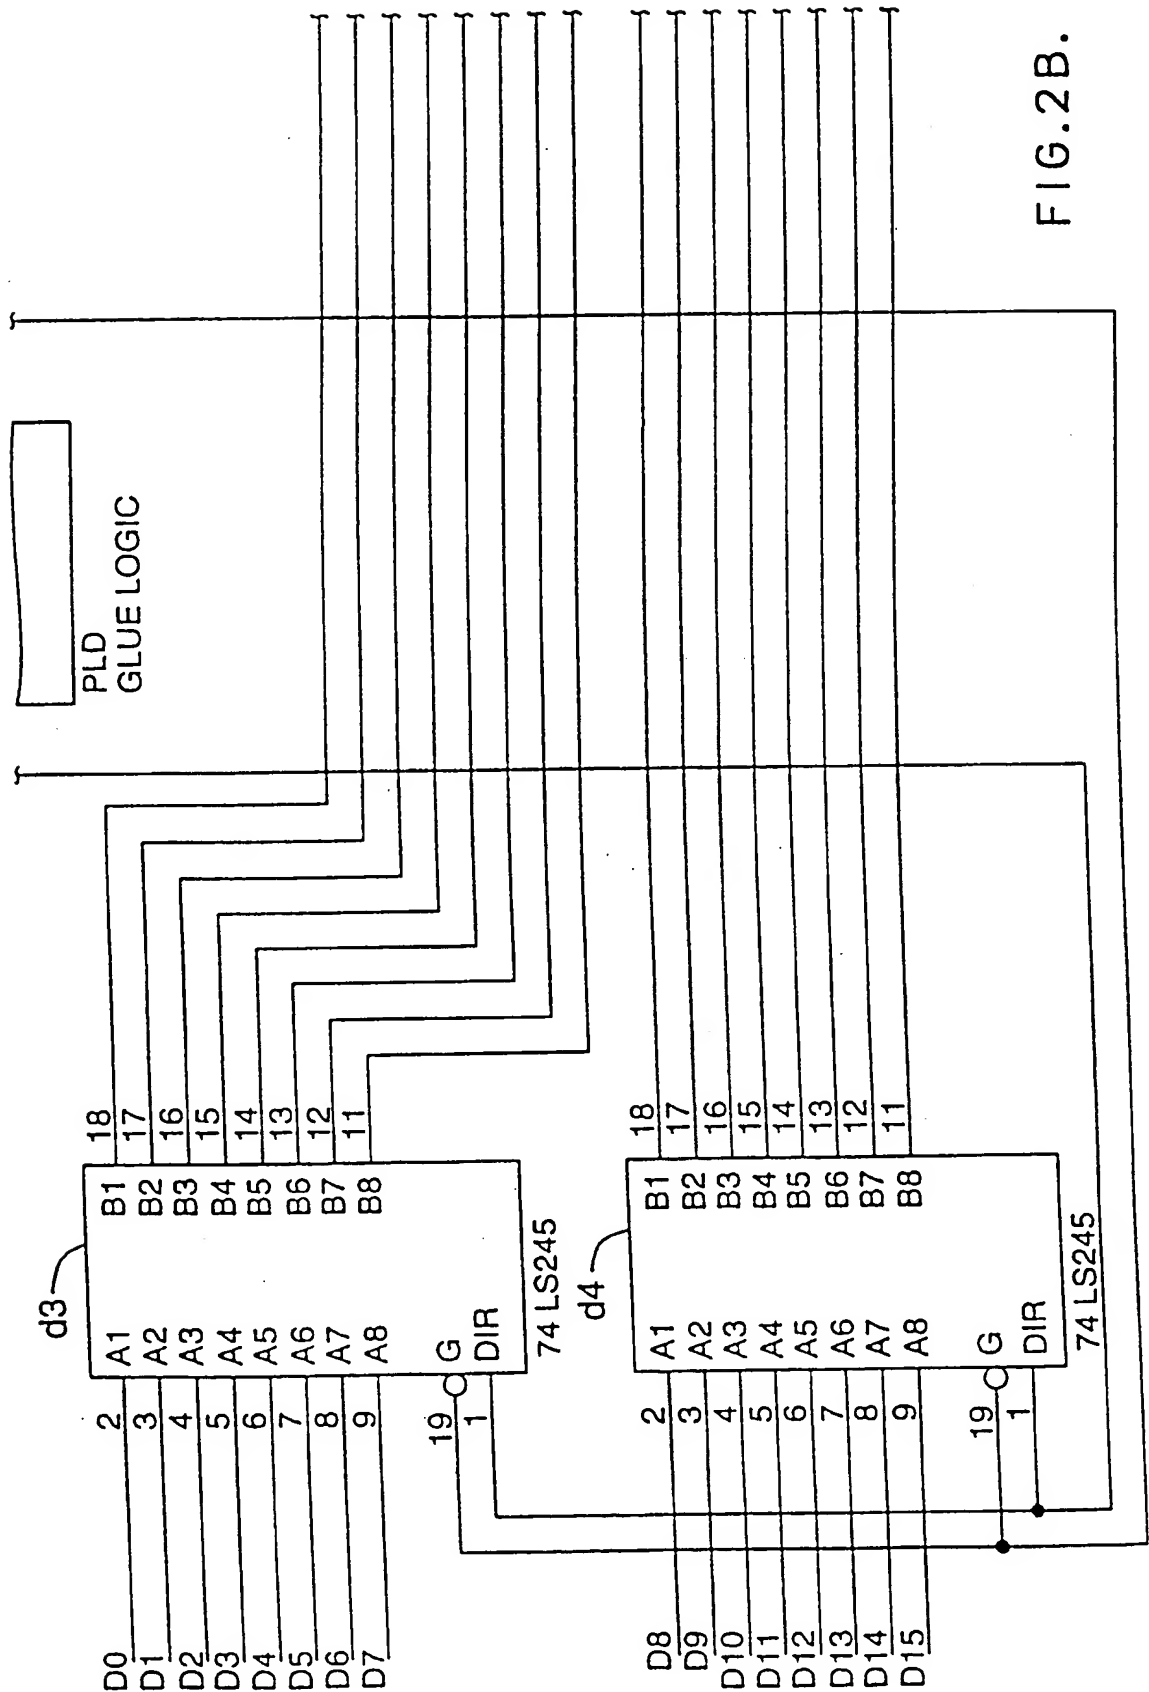 PLD
GLUE LOGIC
d3
D0 2 A1 B1 18
D1 3 A2 B2 17
D2 4 A3 B3 16
D3 5 A4 B4 15
D4 6 A5 B5 14
D5 7 A6 B6 13
D6 8 A7 B7 12
D7 9 A8 B8 11
19 G
1 DIR
74 LS245
d4
D8 2 A1 B1 18
D9 3 A2 B2 17
D10 4 A3 B3 16
D11 5 A4 B4 15
D12 6 A5 B5 14
D13 7 A6 B6 13
D14 8 A7 B7 12
D15 9 A8 B8 11
19 G
1 DIR
74 LS245
FIG.2B.